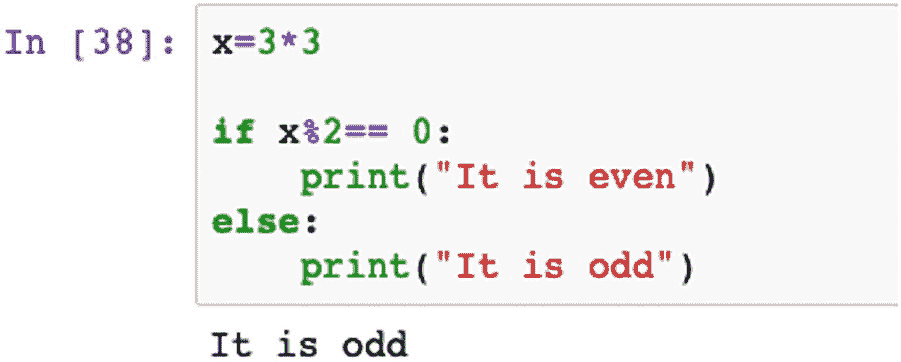 In [38]: x=3*3
if x%2== 0:
    print("It is even")
else:
    print("It is odd")
It is odd